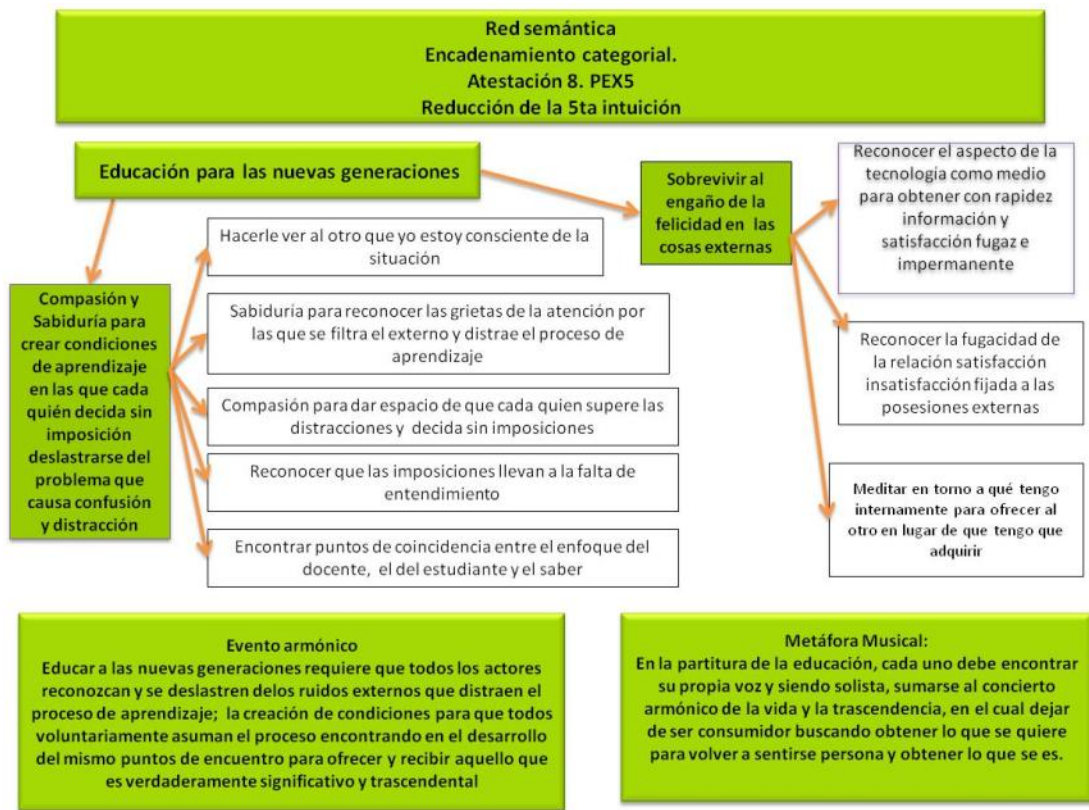 Red semántica
Encadenamiento categorial.
Atestación 8. PEX5
Reducción de la 5ta intuición
Educación para las nuevas generaciones
Compasión y
Sabiduría para
crear condiciones
de aprendizaje
en las que cada
quién decida sin
imposición
deslastrarse del
problema que
causa confusión
y distracción
Hacerle ver al otro que yo estoy consciente de la
situación
Sabiduría para reconocer las grietas de la atención por
las que se filtra el externo y distrae el proceso de
aprendizaje
Compasión para dar espacio de que cada quien supere las
distracciones y decida sin imposiciones
Reconocer que las imposiciones llevan a la falta de
entendimiento
Encontrar puntos de coincidencia entre el enfoque del
docente, el del estudiante y el saber
Sobrevivir al
engaño de la
felicidad en las
cosas externas
Reconocer el aspecto de la
tecnología como medio
para obtener con rapidez
información y
satisfacción fugaz e
impermanente
Reconocer la fugacidad de
la relación satisfacción
insatisfacción fijada a las
posesiones externas
Meditar en torno a qué tengo
internamente para ofrecer al
otro en lugar de que tengo que
adquirir
Evento armónico
Educar a las nuevas generaciones requiere que todos los actores
reconozcan y se deslastren delos ruidos externos que distraen el
proceso de aprendizaje; la creación de condiciones para que todos
voluntariamente asuman el proceso encontrando en el desarrollo
del mismo puntos de encuentro para ofrecer y recibir aquello que
es verdaderamente significativo y trascendental
Metáfora Musical:
En la partitura de la educación, cada uno debe encontrar
su propia voz y siendo solista, sumarse al concierto
armónico de la vida y la trascendencia, en el cual dejar
de ser consumidor buscando obtener lo que se quiere
para volver a sentirse persona y obtener lo que se es.